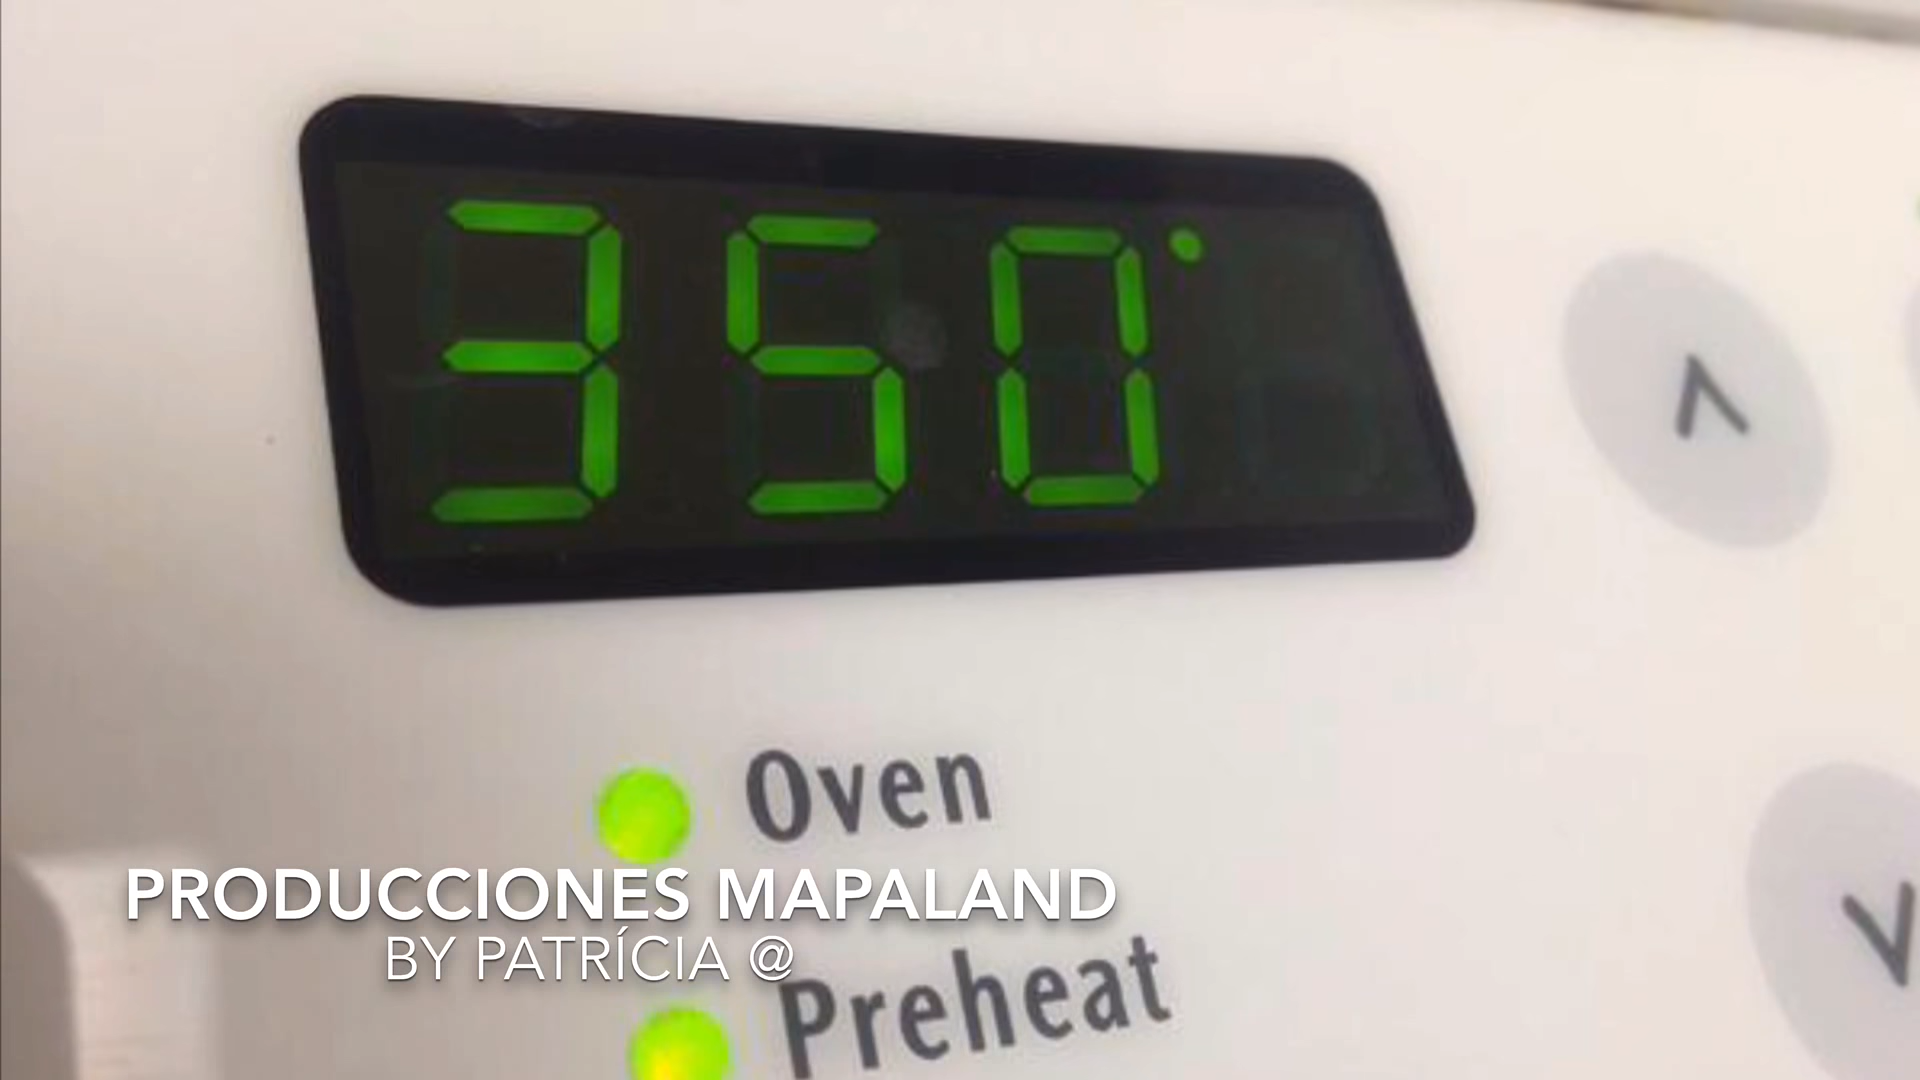 350°
Oven
PRODUCCIONES MAPALAND
BY PATRÍCIA @
Preheat